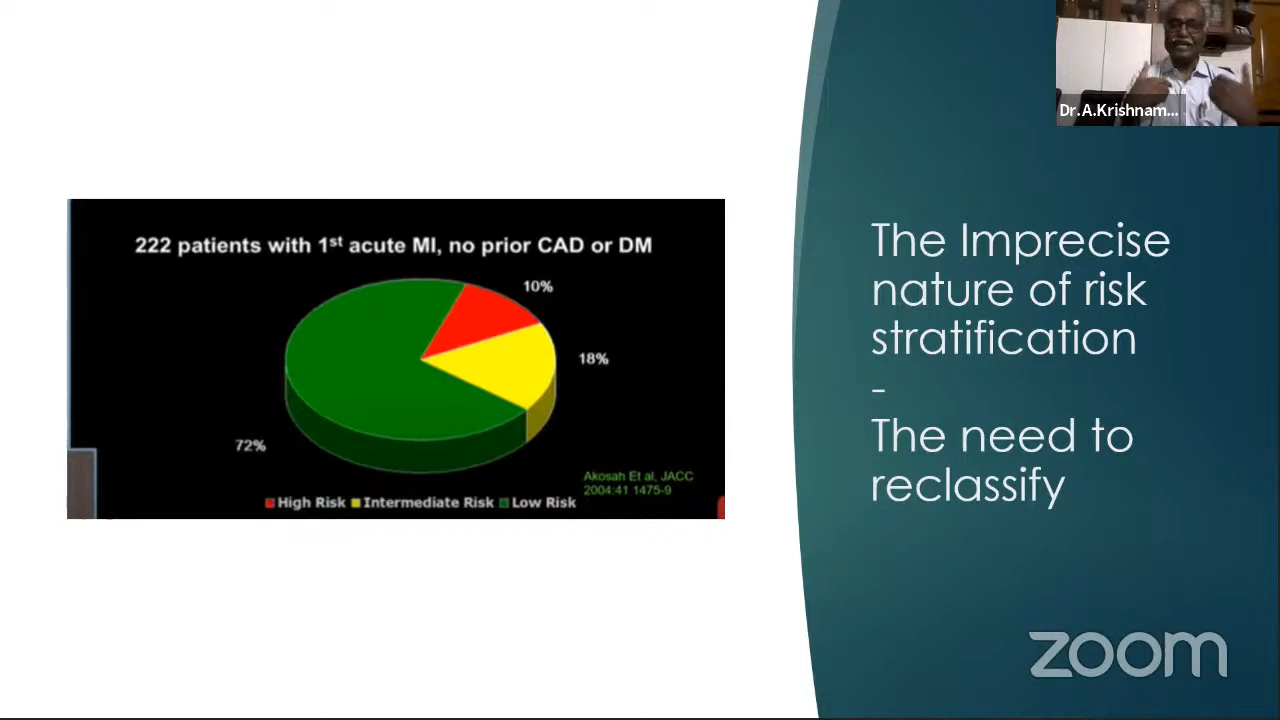 Dr.A.Krishnam...
222 patients with 1st acute MI, no prior CAD or DM
10%
18%
72%
Akosah Et al, JACC
2004:41 1475-9
High Risk Intermediate Risk Low Risk
The Imprecise
nature of risk
stratification
-
The need to
reclassify
zoom